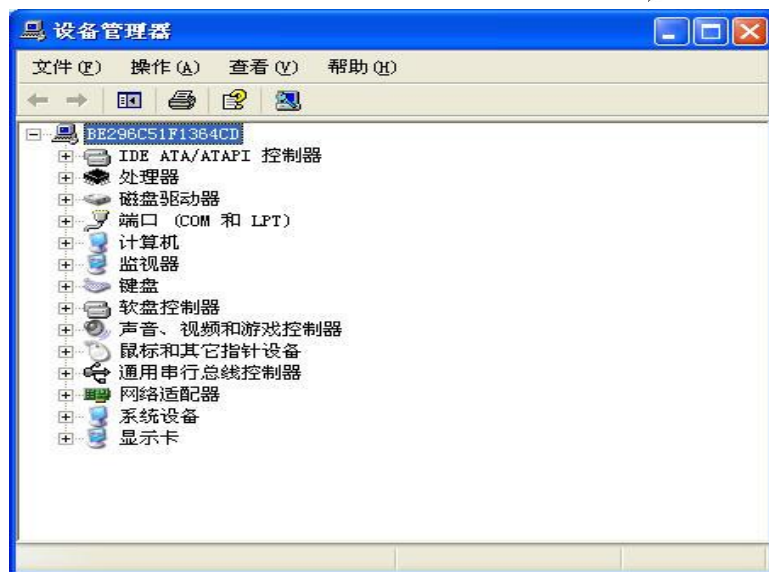 设备管理器
文件(F) 操作(A) 查看(V) 帮助(H)
BE296C51F1364CD
IDE ATA/ATAPI 控制器
处理器
磁盘驱动器
端口 (COM 和 LPT)
计算机
监视器
键盘
软盘控制器
声音、视频和游戏控制器
鼠标和其它指针设备
通用串行总线控制器
网络适配器
系统设备
显示卡